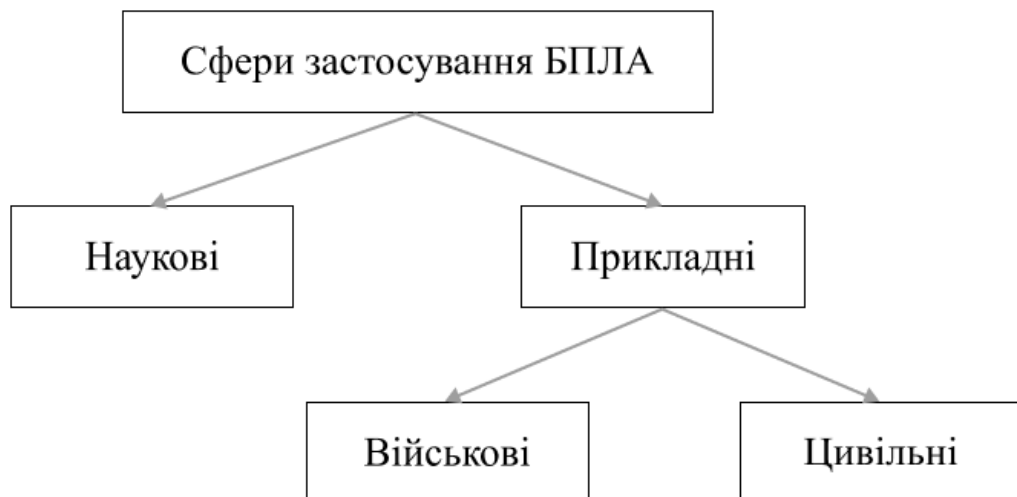 Сфери застосування БПЛА
Наукові
Прикладні
Військові
Цивільні